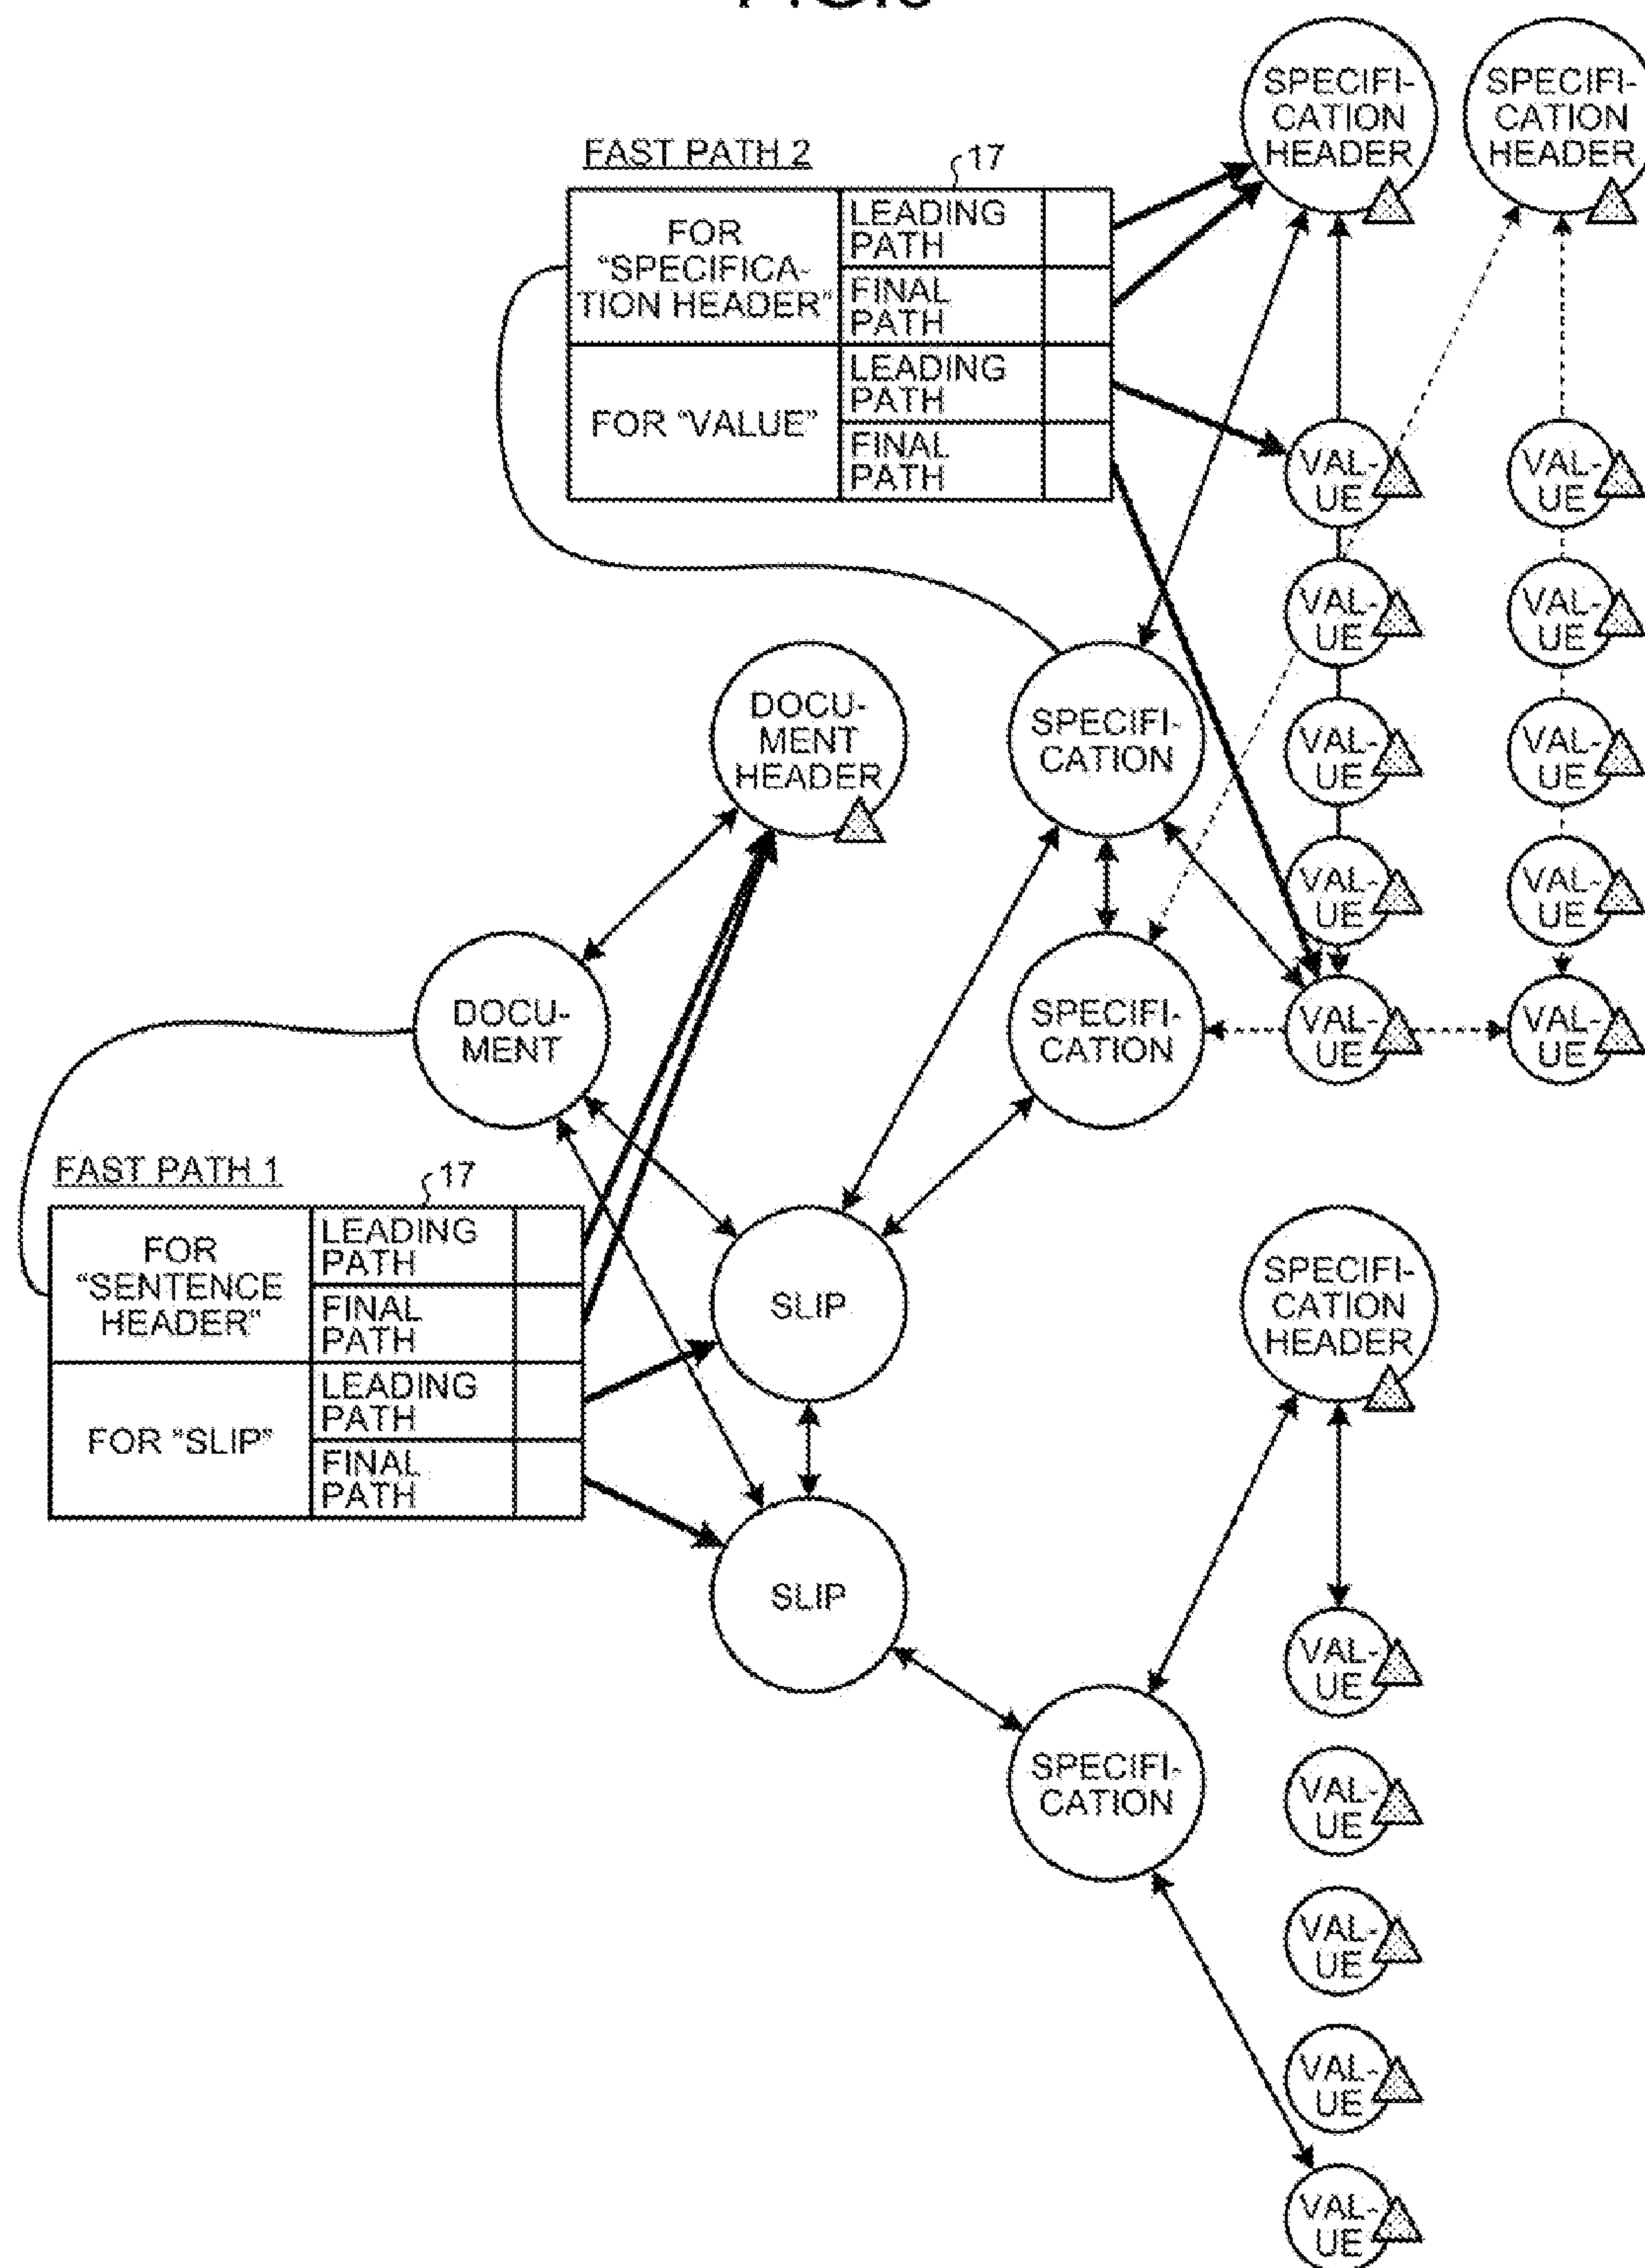 SPECIFI-
CATION
HEADER
SPECIFI-
CATION
HEADER
FAST PATH 2
17
FOR
"SPECIFICA-
TION HEADER"
LEADING
PATH
FINAL
PATH
FOR "VALUE"
LEADING
PATH
FINAL
PATH
VAL-
UE
VAL-
UE
VAL-
UE
VAL-
UE
DOCU-
MENT
HEADER
SPECIFI-
CATION
VAL-
UE
VAL-
UE
VAL-
UE
VAL-
UE
DOCU-
MENT
SPECIFI-
CATION
VAL-
UE
VAL-
UE
FAST PATH 1
17
FOR
"SENTENCE
HEADER"
LEADING
PATH
FINAL
PATH
FOR "SLIP"
LEADING
PATH
FINAL
PATH
SLIP
SPECIFI-
CATION
HEADER
SLIP
VAL-
UE
SPECIFI-
CATION
VAL-
UE
VAL-
UE
VAL-
UE
VAL-
UE